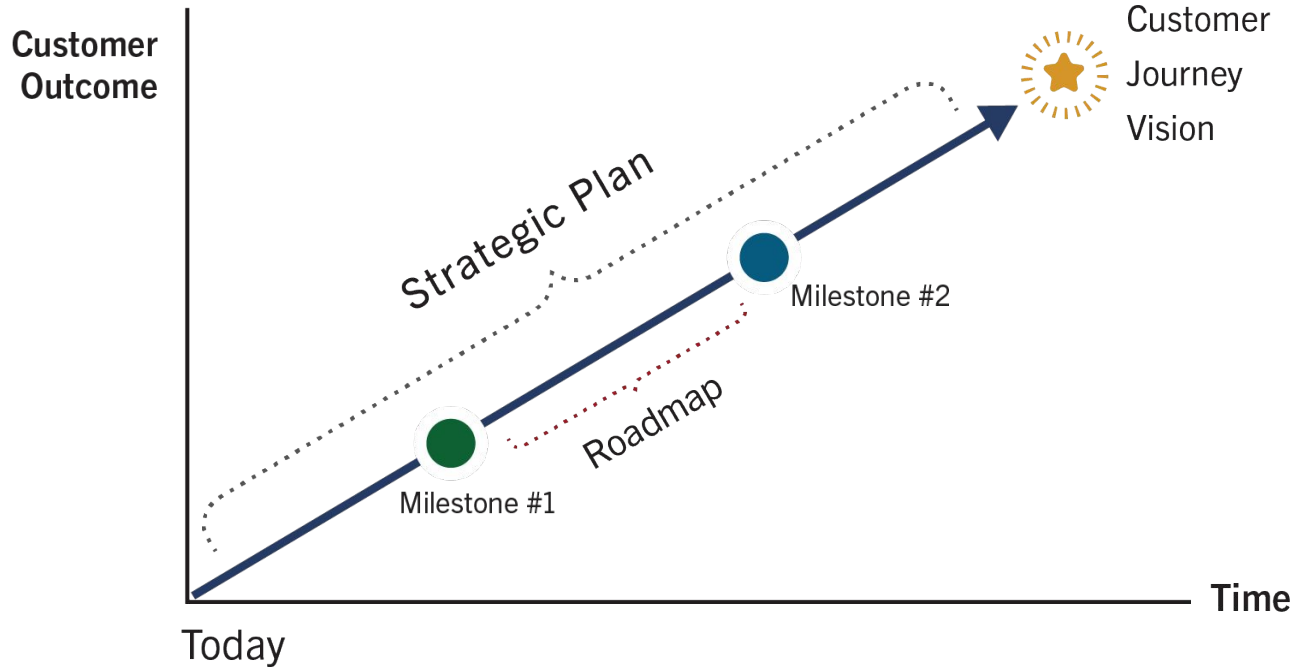 Customer
Outcome
Customer
Journey
Vision
Strategic Plan
Milestone #2
Roadmap
Milestone #1
Time
Today